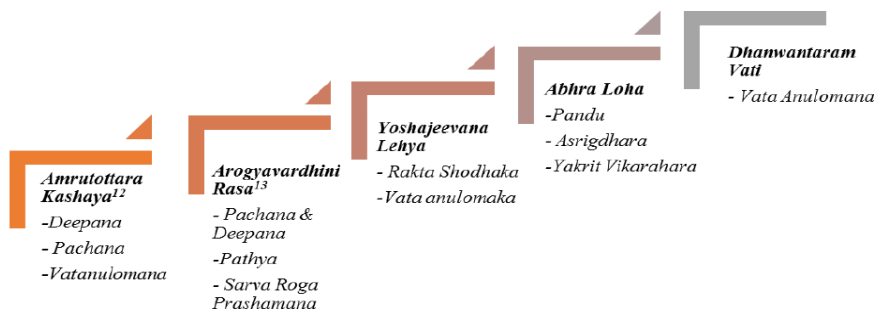 Amrutottara
Kashaya12
-Deepana
- Pachana
-Vatanulomana
Arogyavardhini
Rasa13
- Pachana &
Deepana
-Pathya
- Sarva Roga
Prashamana
Yoshajeevana
Lehya
- Rakta Shodhaka
-Vata anulomaka
Abhra Loha
-Pandu
- Asrigdhara
-Yakrit Vikarahara
Dhanwantaram
Vati
- Vata Anulomana